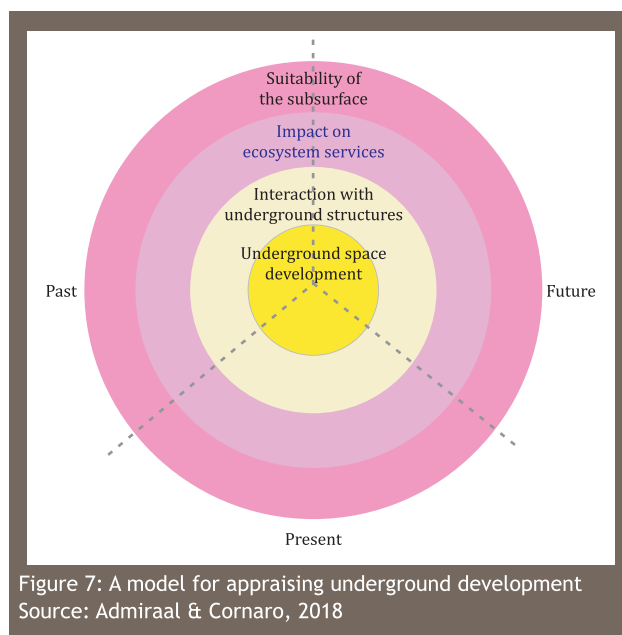 Suitability of
the subsurface
Impact on
ecosystem services
Interaction with
underground structures
Underground space
development
Past
Future
Present
Figure 7: A model for appraising underground development
Source: Admiraal & Cornaro, 2018